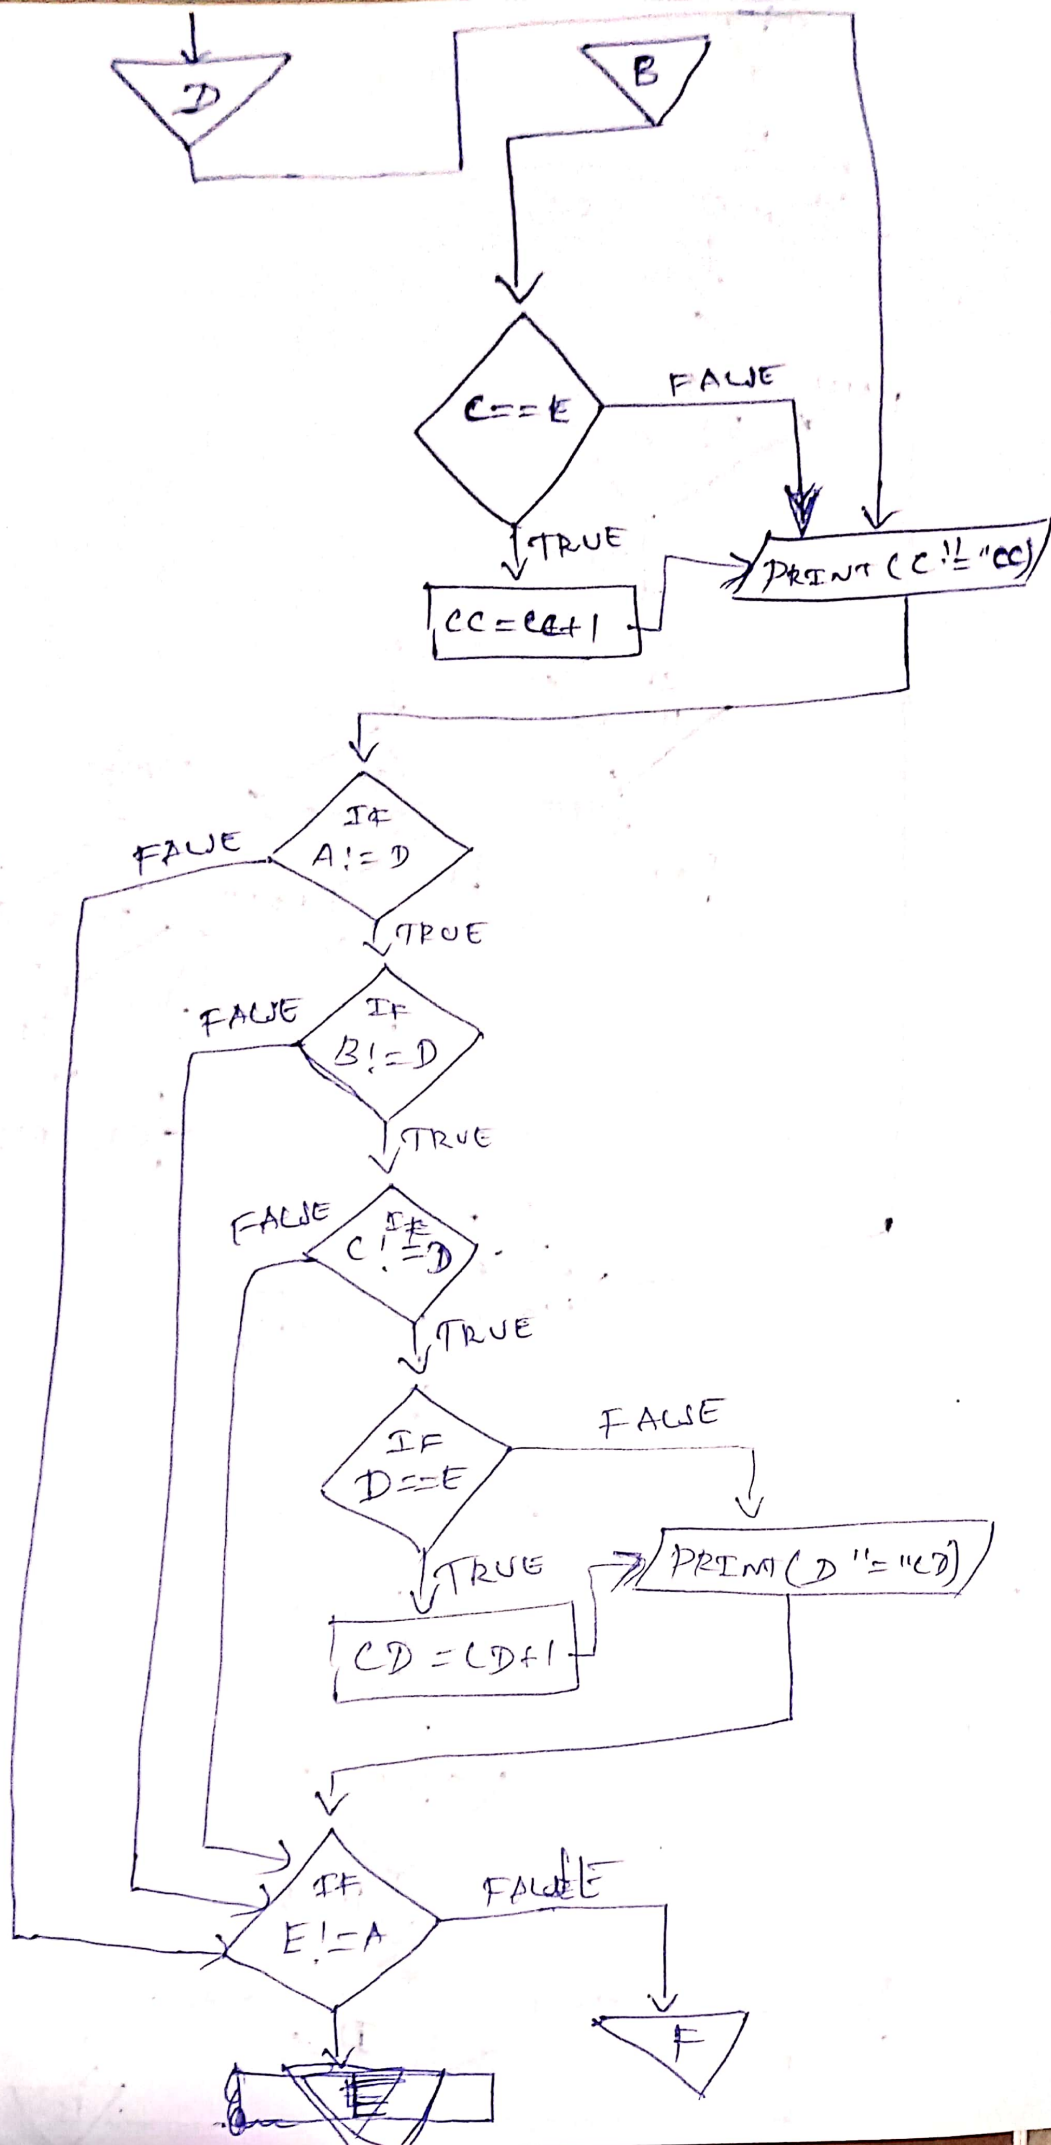 D
B
C==E
FALSE
TRUE
CC=CC+1
PRINT(C"="CC)
IF
A!=D
FALSE
TRUE
IF
B!=D
FALSE
TRUE
IF
C!=D
FALSE
TRUE
IF
D==E
FALSE
TRUE
CD=CD+1
PRINT(D"="CD)
IF
E!=A
FALSE
F
E